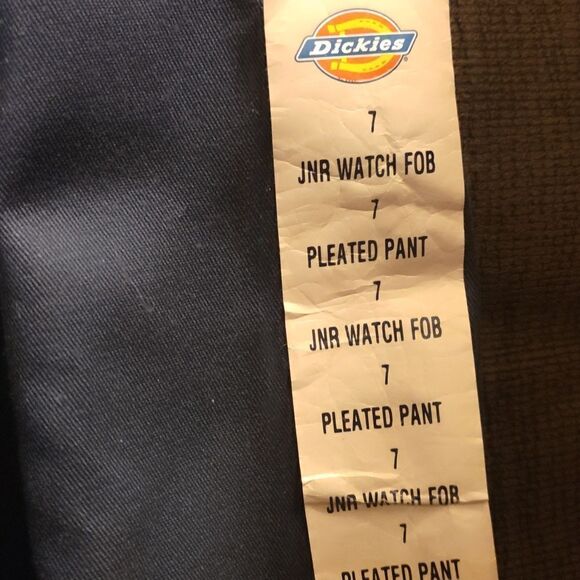 Dickies
7
JNR WATCH FOB
7
PLEATED PANT
7
JNR WATCH FOB
7
PLEATED PANT
7
JNR WATCH FOB
7
PLEATED PANT